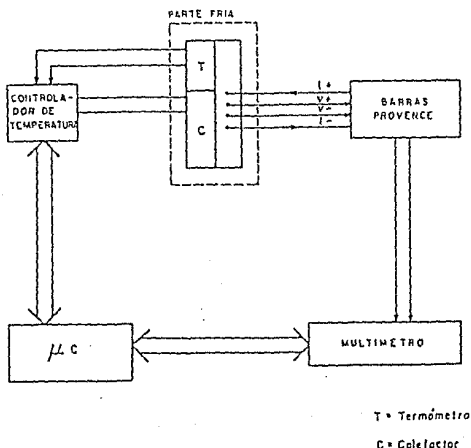 PARTE FRIA
T
C
CONTROLA-
DOR DE
TEMPERATURA
I+
V+
V-
I-
BARRAS
PROVENCE
μC
MULTIMETRO
T = Termómetro
C = Calefactor